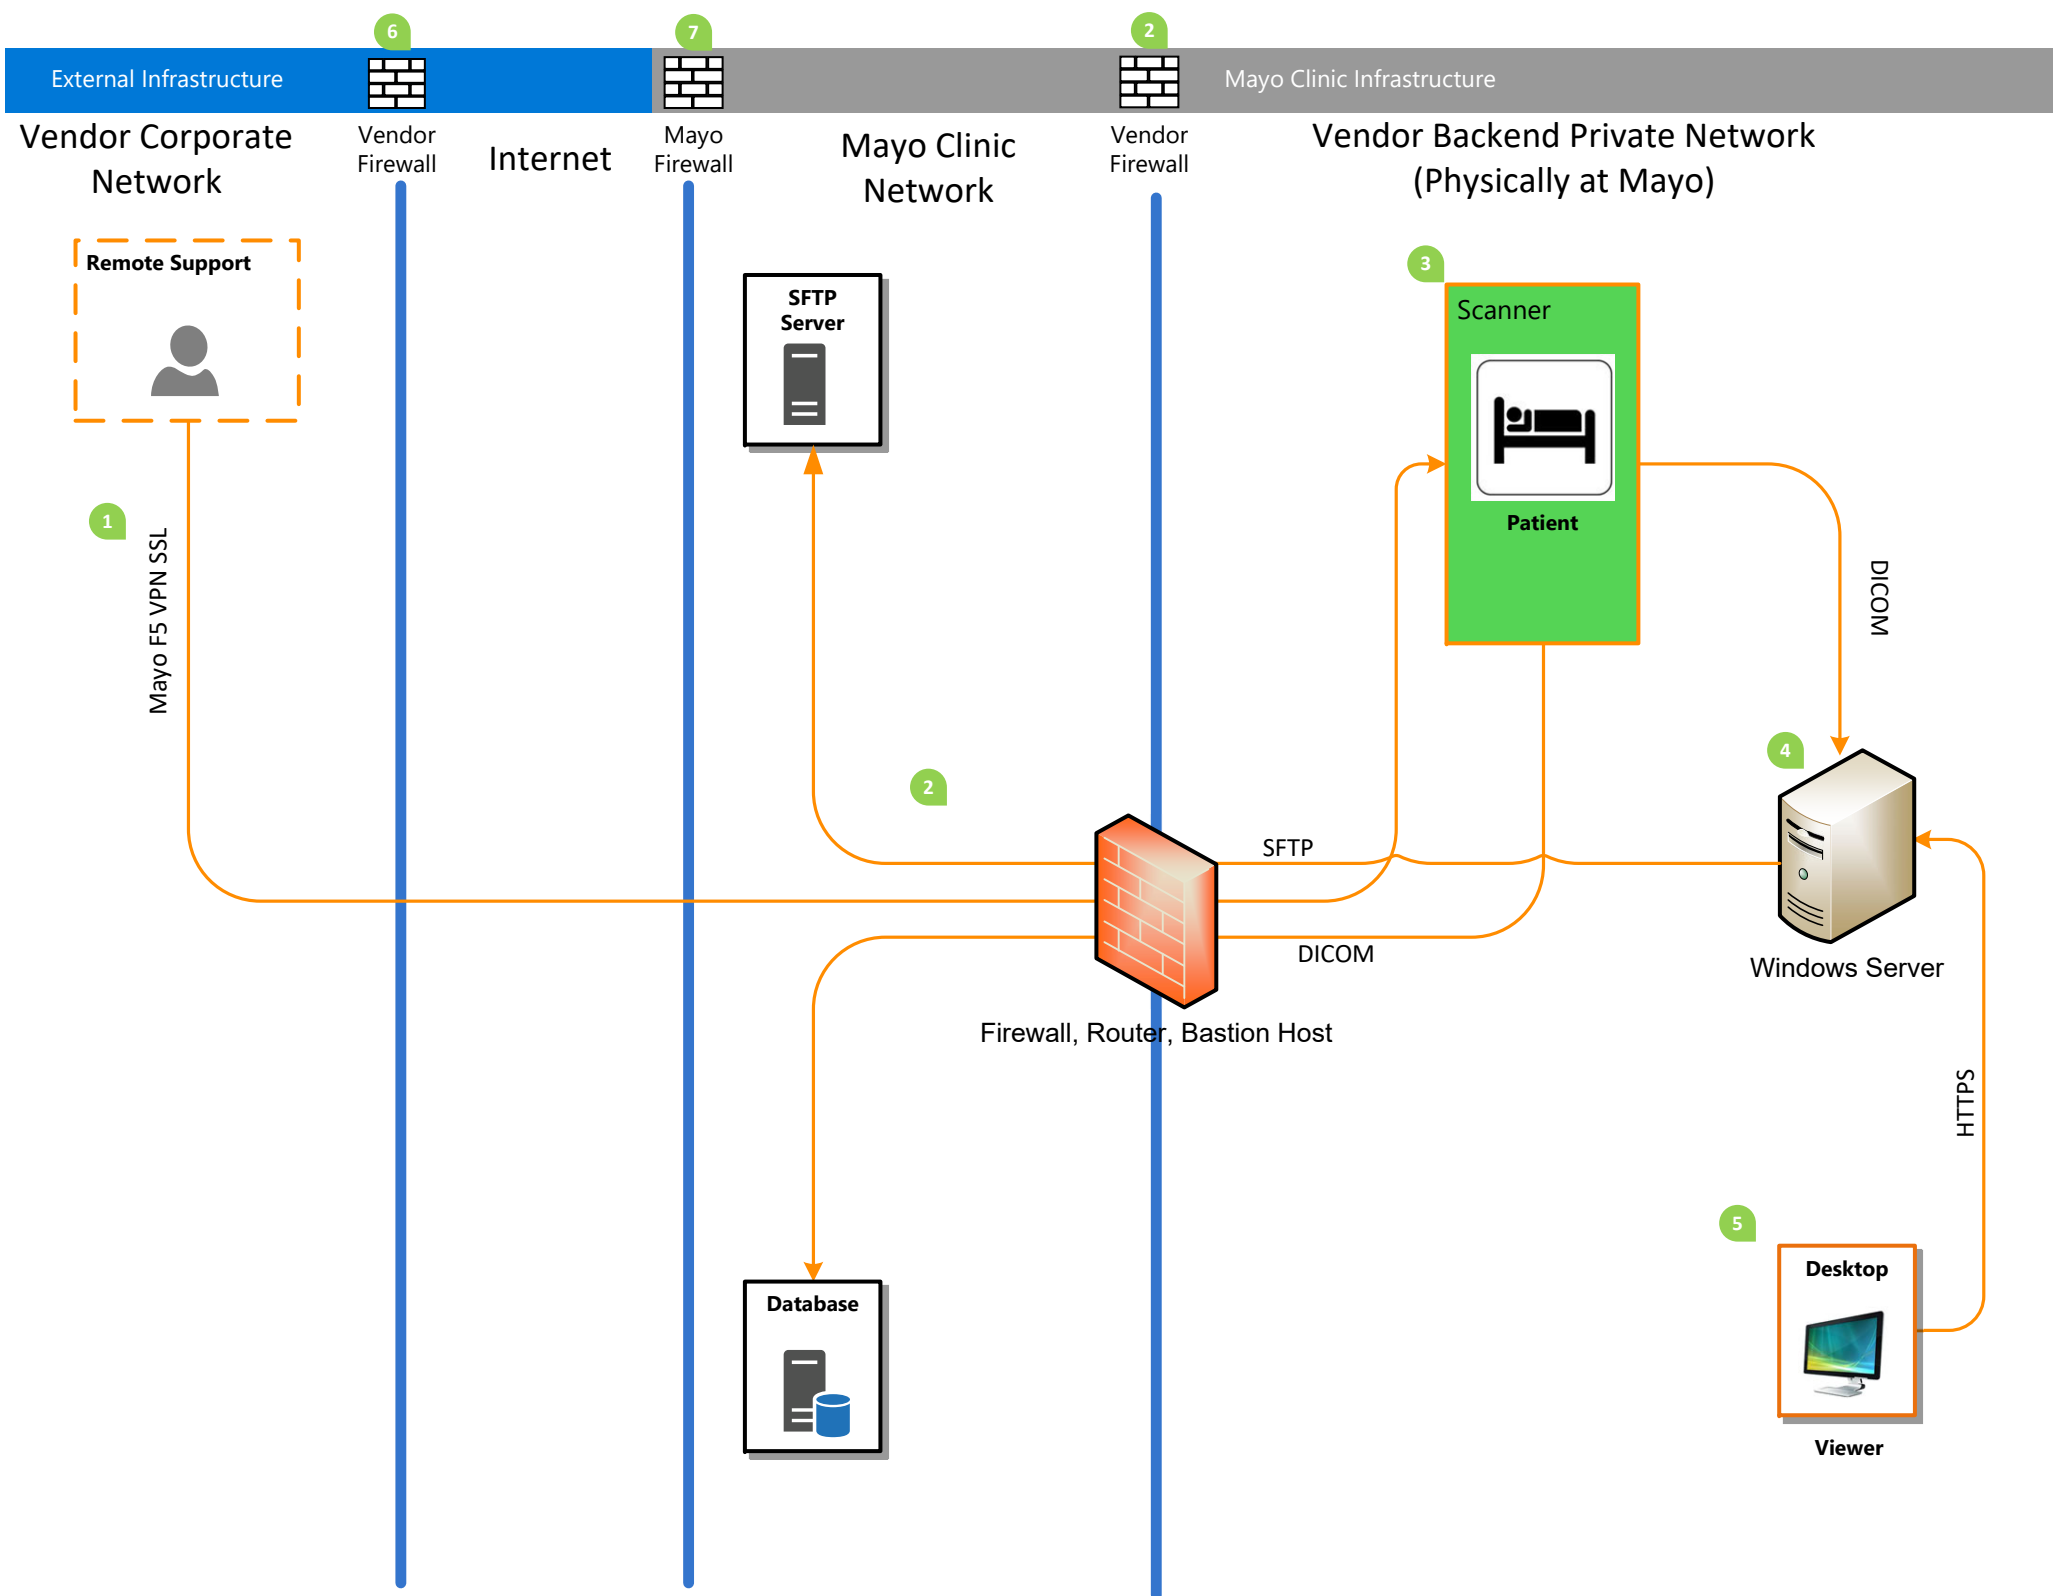 6
7
2
External Infrastructure
Mayo Clinic Infrastructure
Vendor Corporate
Network
Vendor
Firewall
Internet
Mayo
Firewall
Mayo Clinic
Network
Vendor
Firewall
Vendor Backend Private Network
(Physically at Mayo)
Remote Support
SFTP
Server
3
Scanner
Patient
1
Mayo F5 VPN SSL
DICOM
4
2
SFTP
DICOM
Windows Server
Firewall, Router, Bastion Host
HTTPS
5
Desktop
Database
Viewer